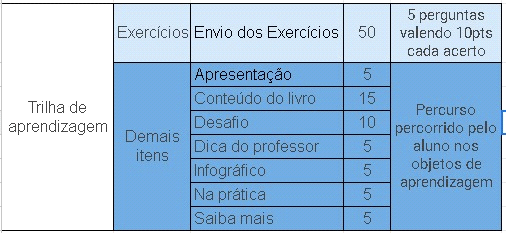 Exercícios Envio dos Exercícios 50 5 perguntas
valendo 10pts
cada acerto
Trilha de
aprendizagem
Demais
itens
Apresentação 5
Conteúdo do livro 15
Desafio 10
Dica do professor 5
Infográfico 5
Na prática 5
Saiba mais 5
Percurso
percorrido pelo
aluno nos
objetos de
aprendizagem